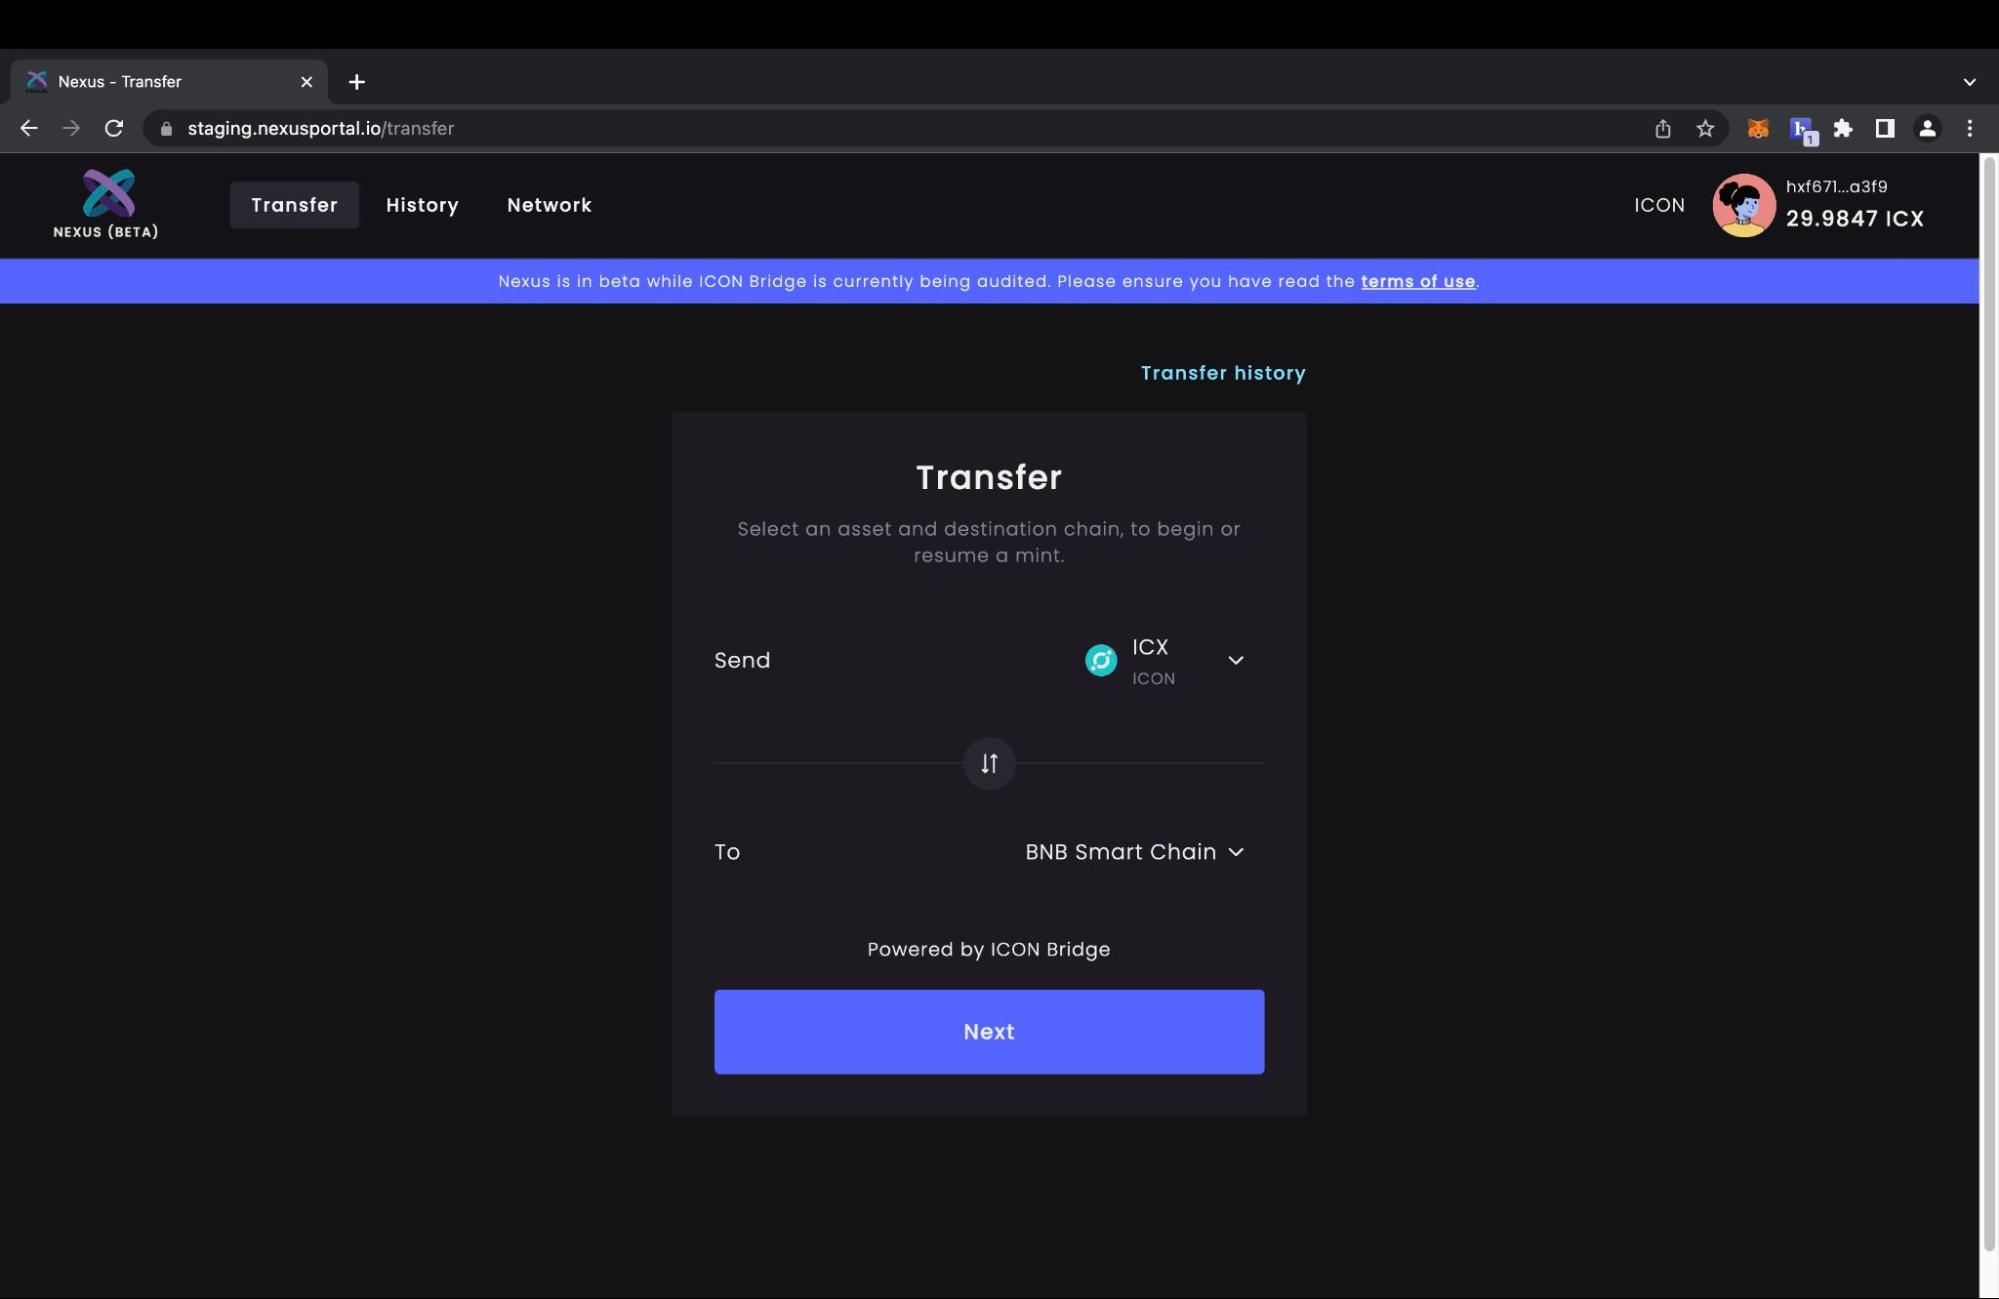 Nexus - Transfer
staging.nexusportal.io/transfer
1
NEXUS (BETA)
Transfer
History
Network
ICON
hxf671...a3f9
29.9847 ICX
Nexus is in beta while ICON Bridge is currently being audited. Please ensure you have read the terms of use.
Transfer history
Transfer
Select an asset and destination chain, to begin or
resume a mint.
Send
ICX
ICON
To
BNB Smart Chain
Powered by ICON Bridge
Next